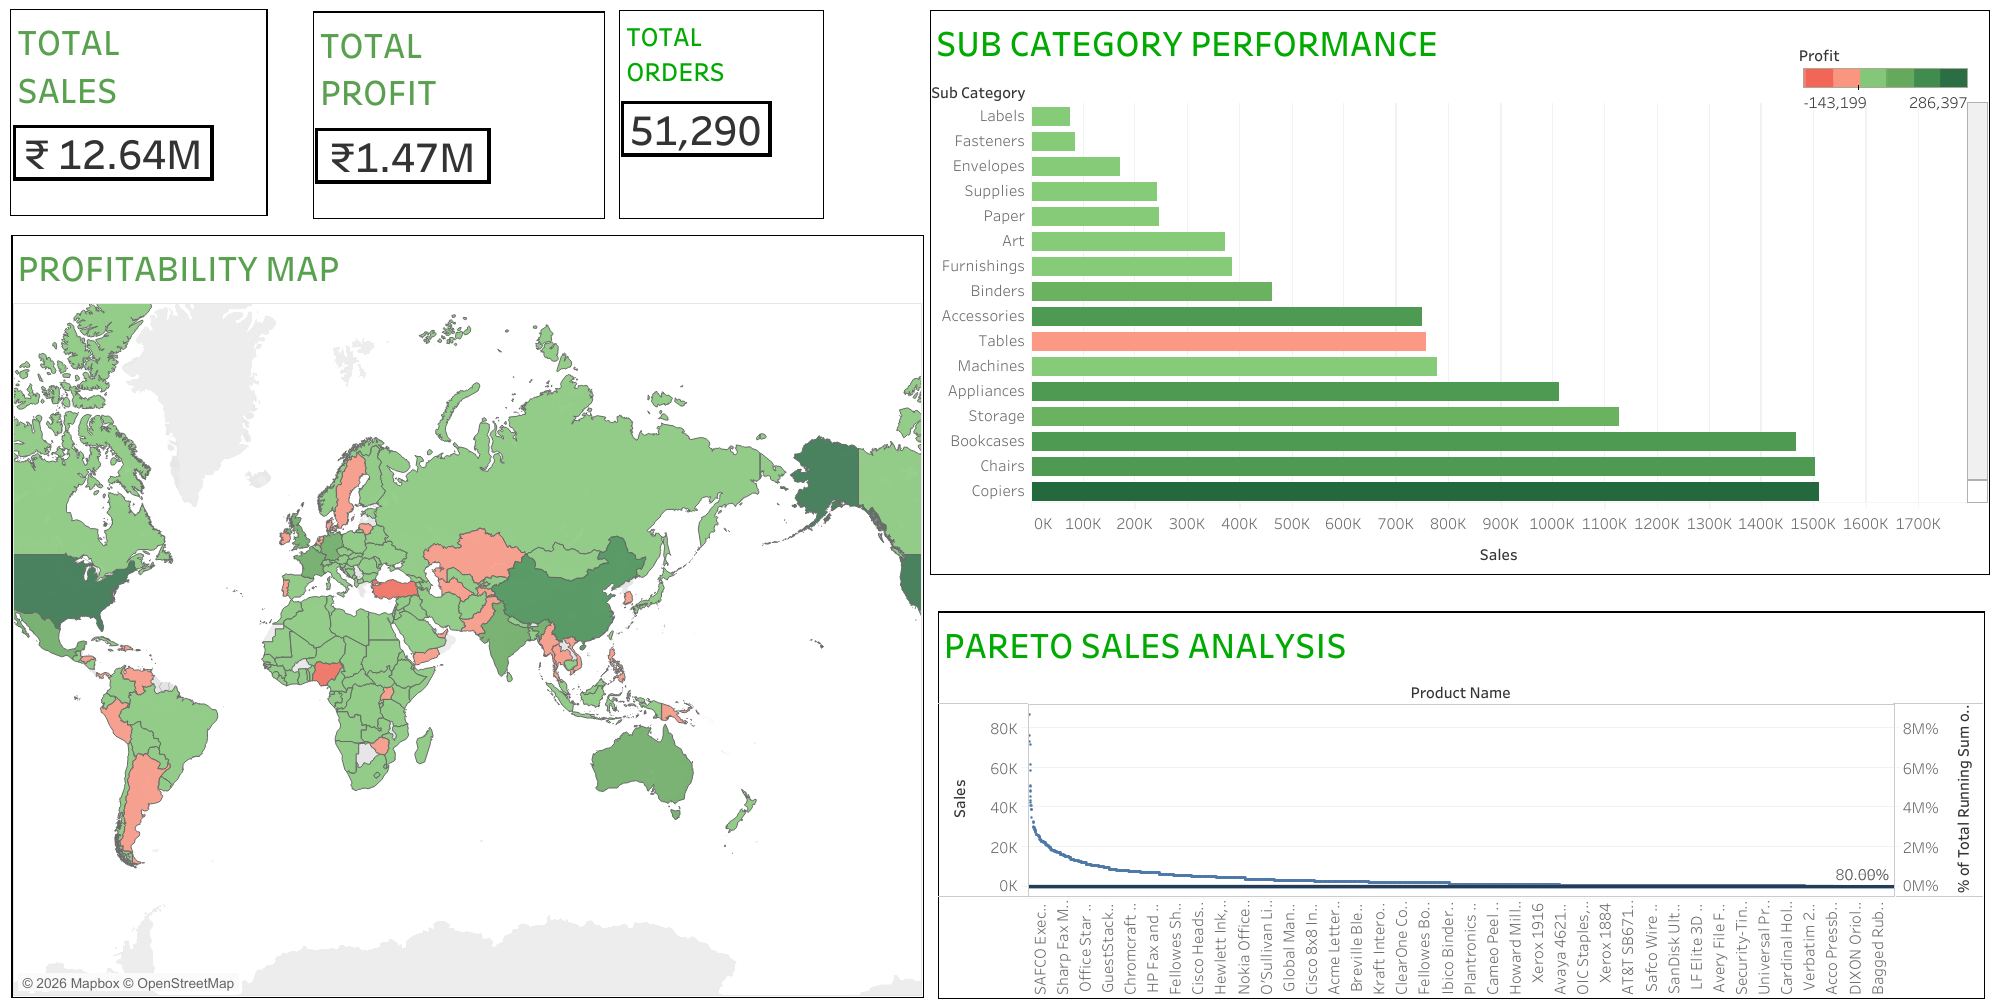 TOTAL
SALES
₹ 12.64M
TOTAL
PROFIT
₹1.47M
TOTAL
ORDERS
51,290
PROFITABILITY MAP
© 2026 Mapbox © OpenStreetMap
SUB CATEGORY PERFORMANCE
Profit
-143,199 286,397
Sub Category
Labels
Fasteners
Envelopes
Supplies
Paper
Art
Furnishings
Binders
Accessories
Tables
Machines
Appliances
Storage
Bookcases
Chairs
Copiers
0K 100K 200K 300K 400K 500K 600K 700K 800K 900K 1000K 1100K 1200K 1300K 1400K 1500K 1600K 1700K
Sales
PARETO SALES ANALYSIS
Product Name
Sales
80K
60K
40K
20K
0K
80.00%
8M%
6M%
4M%
2M%
0M%
% of Total Running Sum o..
SAFCO Exec..
Sharp Fax M..
Office Star ..
GuestStack..
Chromcraft ..
HP Fax and ..
Fellowes Sh..
Cisco Heads..
Hewlett Ink,..
Nokia Office..
O'Sullivan Li..
Global Man..
Cisco 8x8 In..
Acme Letter..
Breville Ble..
Kraft Intero..
ClearOne Co..
Fellowes Bo..
Ibico Binder..
Plantronics ..
Cameo Peel ..
Howard Mill..
Xerox 1916
Avaya 4621..
OIC Staples,..
Xerox 1884
AT&T SB671..
Safco Wire ..
SanDisk Ult..
LF Elite 3D ..
Avery File F..
Security-Tin..
Universal Pr..
Cardinal Hol..
Verbatim 2..
Acco Pressb..
DIXON Oriol..
Bagged Rub..